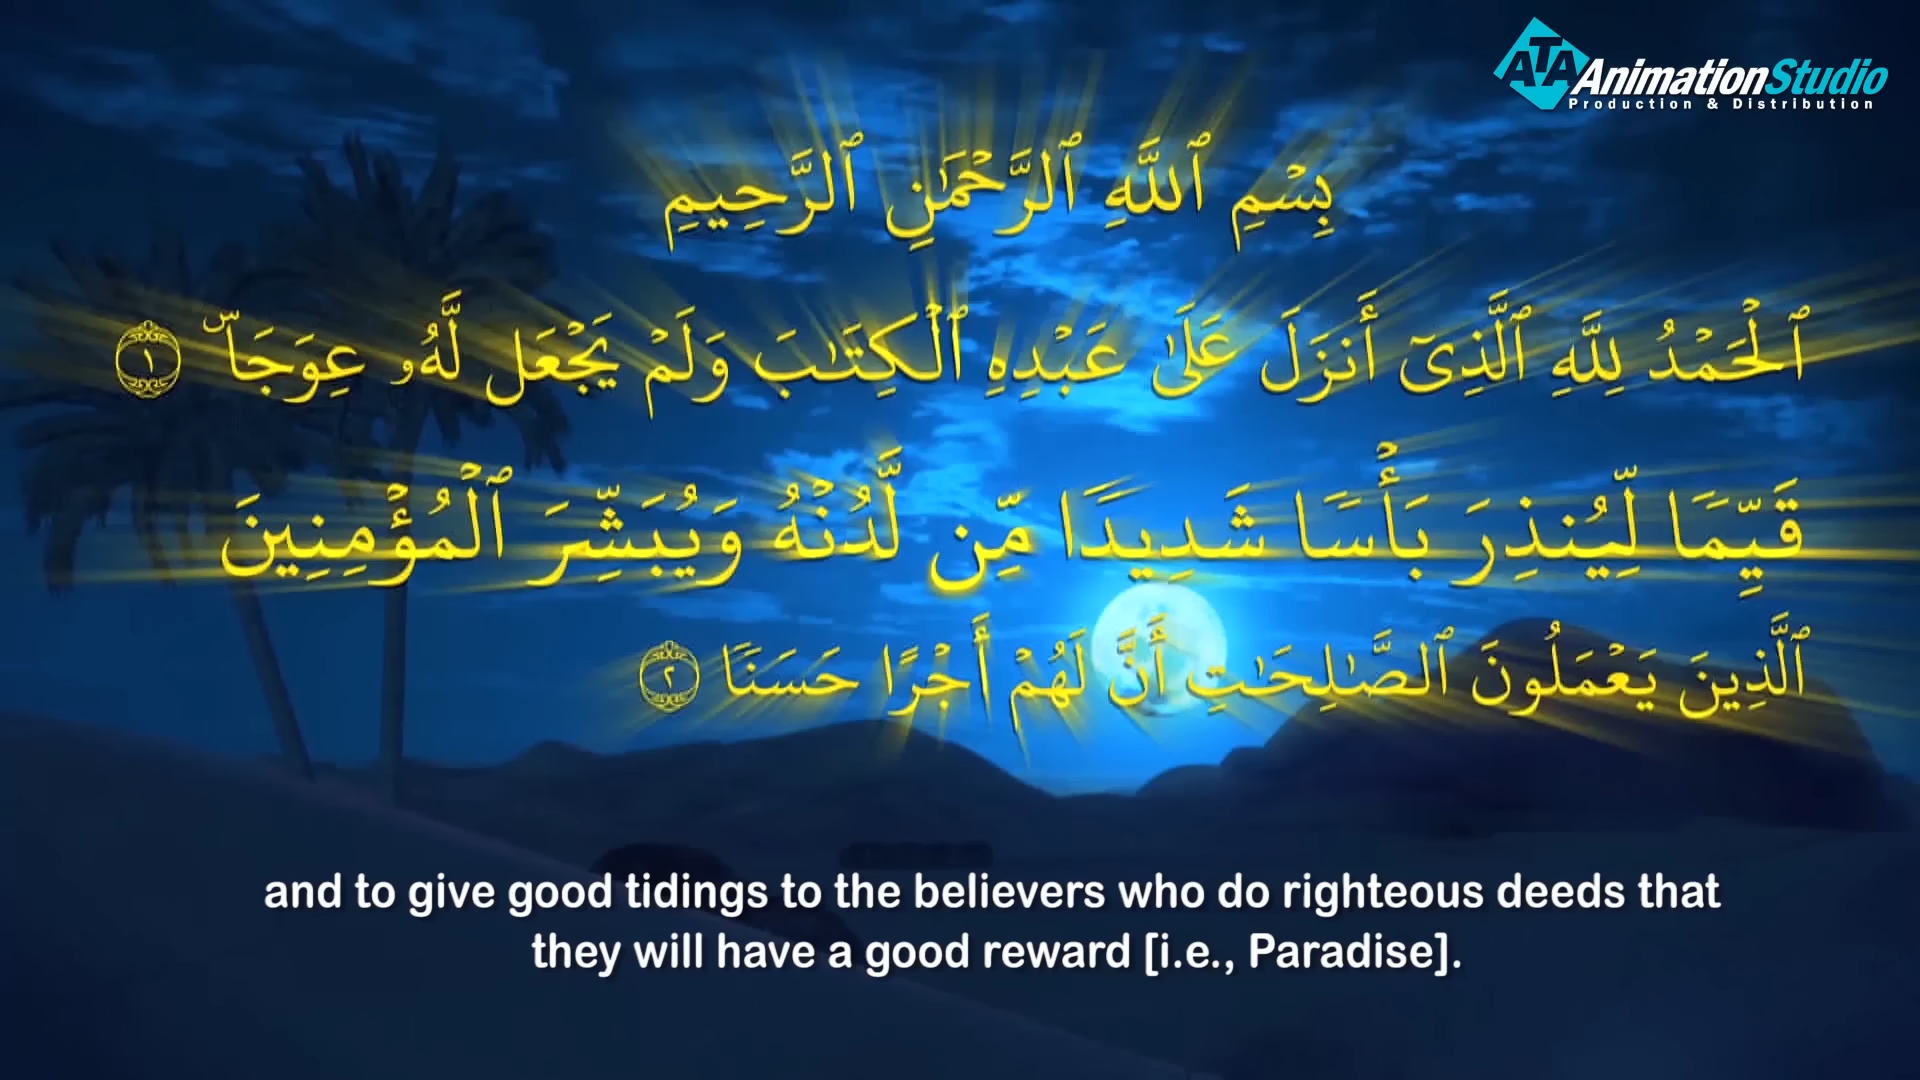 ATA AnimationStudio
Production & Distribution
بِسْمِ ٱللَّهِ ٱلرَّحْمَٰنِ ٱلرَّحِيمِ
ٱلْحَمْدُ لِلَّهِ ٱلَّذِىٓ أَنزَلَ عَلَىٰ عَبْدِهِ ٱلْكِتَٰبَ وَلَمْ يَجْعَل لَّهُۥ عِوَجَاۜ ١
قَيِّمًا لِّيُنذِرَ بَأْسًا شَدِيدًا مِّن لَّدُنْهُ وَيُبَشِّرَ ٱلْمُؤْمِنِينَ
ٱلَّذِينَ يَعْمَلُونَ ٱلصَّٰلِحَٰتِ أَنَّ لَهُمْ أَجْرًا حَسَنًا ٢
and to give good tidings to the believers who do righteous deeds that
they will have a good reward [i.e., Paradise].